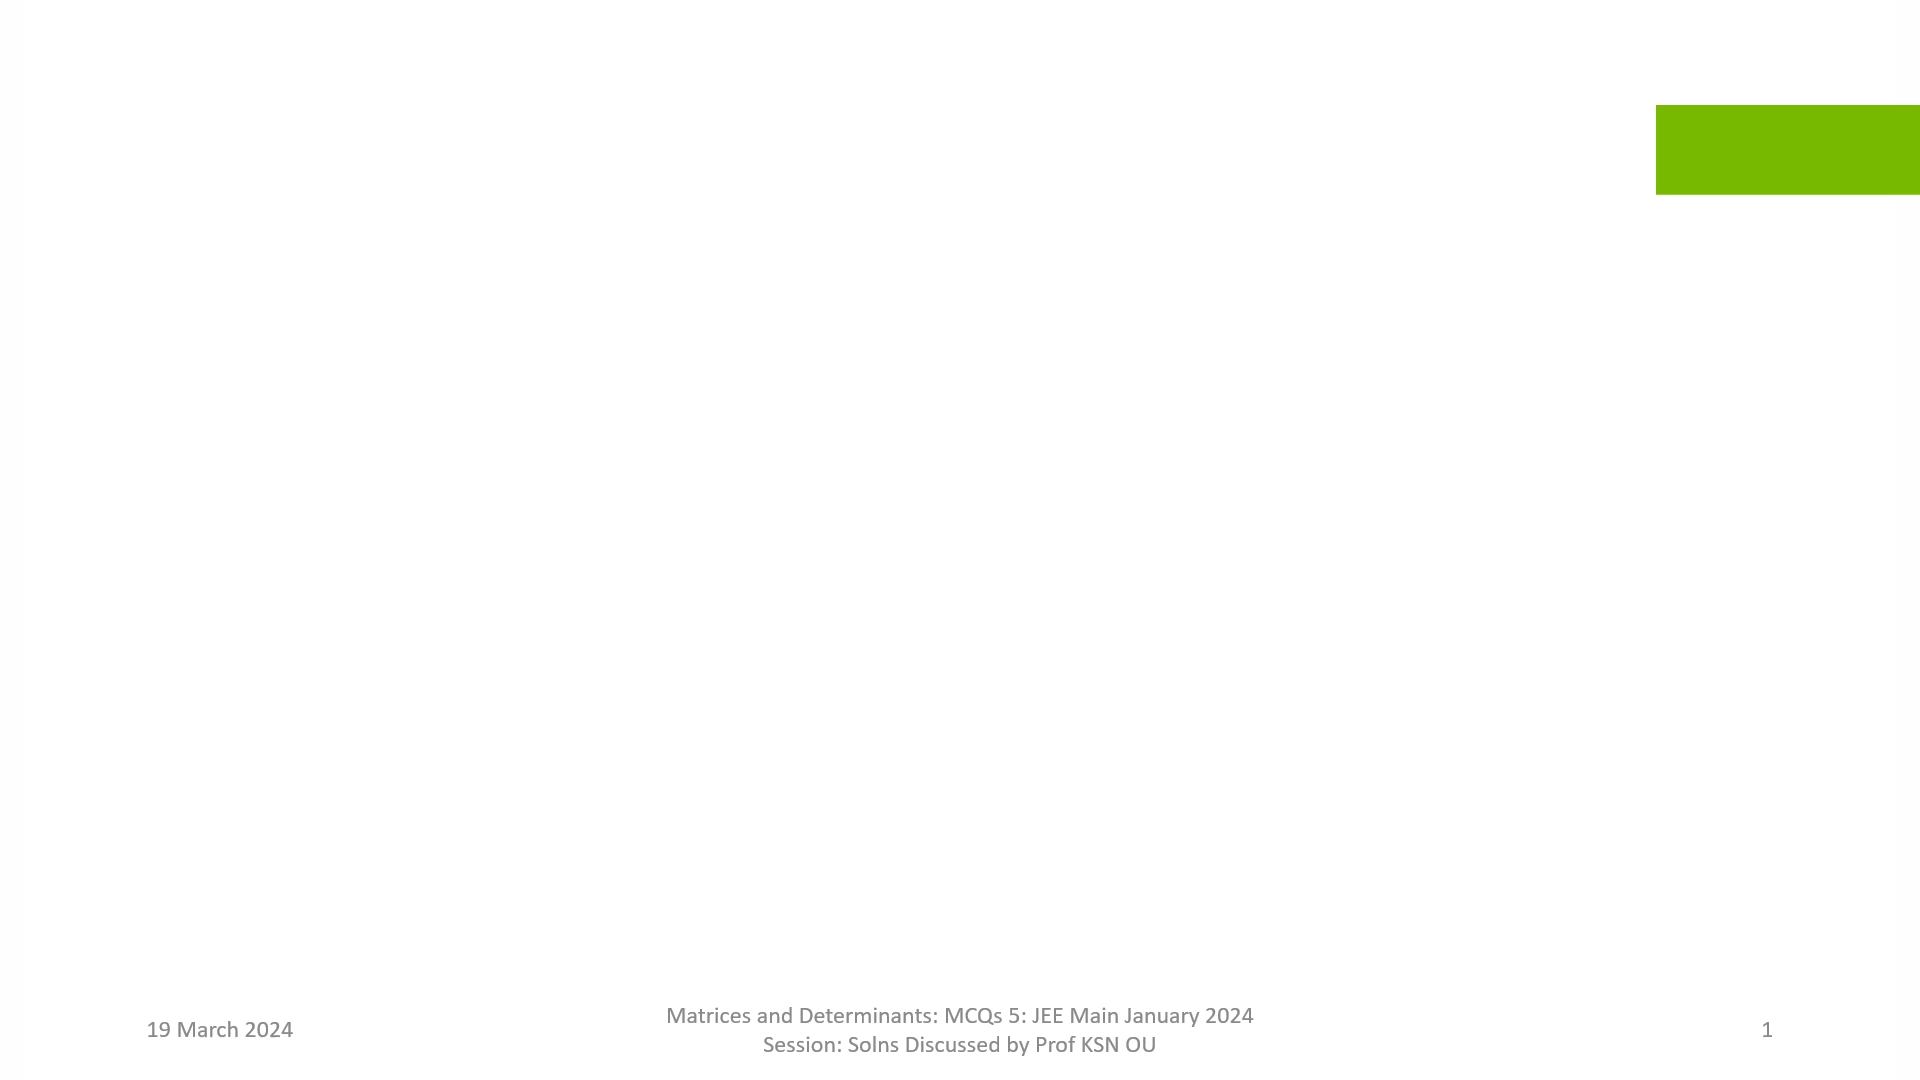 19 March 2024
Matrices and Determinants: MCQs 5: JEE Main January 2024
Session: Solns Discussed by Prof KSN OU
1